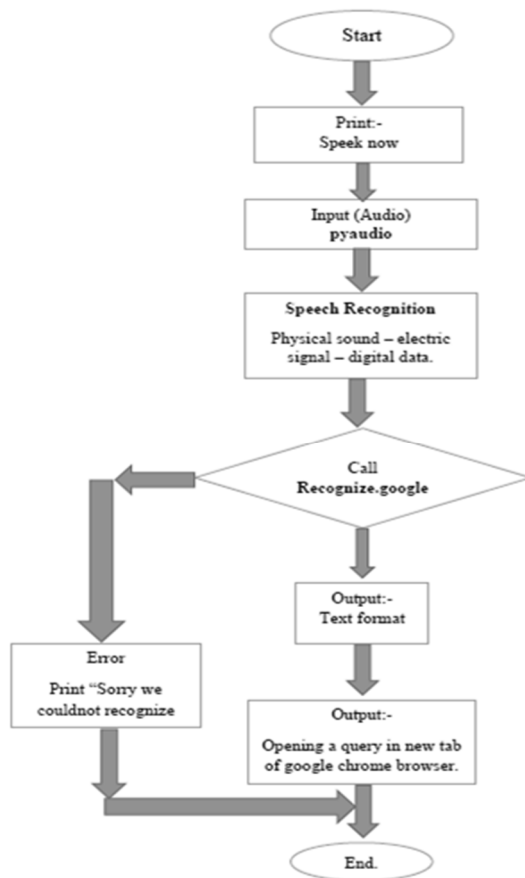 Start
Print:-
Speek now
Input (Audio)
pyaudio
Speech Recognition
Physical sound – electric
signal – digital data.
Call
Recognize.google
Output:-
Text format
Error
Print “Sorry we
couldnot recognize
Output:-
Opening a query in new tab
of google chrome browser.
End.